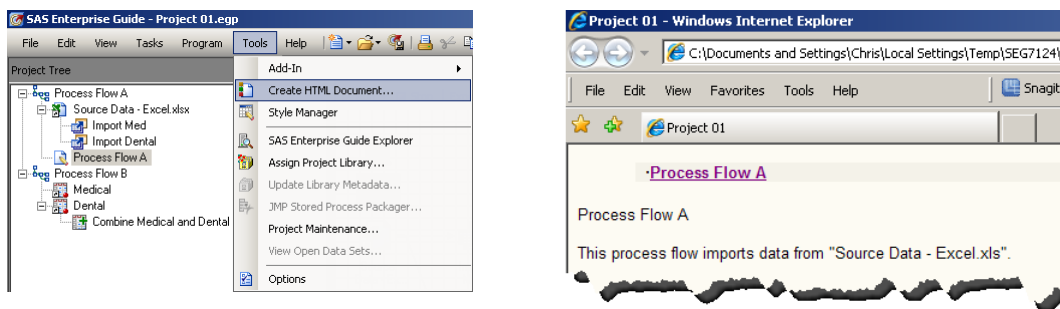 SAS Enterprise Guide - Project 01.egp
File Edit View Tasks Program Tools Help
Project Tree
Process Flow A
Source Data - Excel.xlsx
Import Med
Import Dental
Process Flow A
Process Flow B
Medical
Dental
Combine Medical and Dental
Add-In
Create HTML Document...
Style Manager
SAS Enterprise Guide Explorer
Assign Project Library...
Update Library Metadata...
JMP Stored Process Packager...
Project Maintenance...
View Open Data Sets...
Options
Project 01 - Windows Internet Explorer
C:\Documents and Settings\Chris\Local Settings\Temp\SEG7124\
File Edit View Favorites Tools Help
Snagit
Project 01
·Process Flow A
Process Flow A
This process flow imports data from "Source Data - Excel.xls".